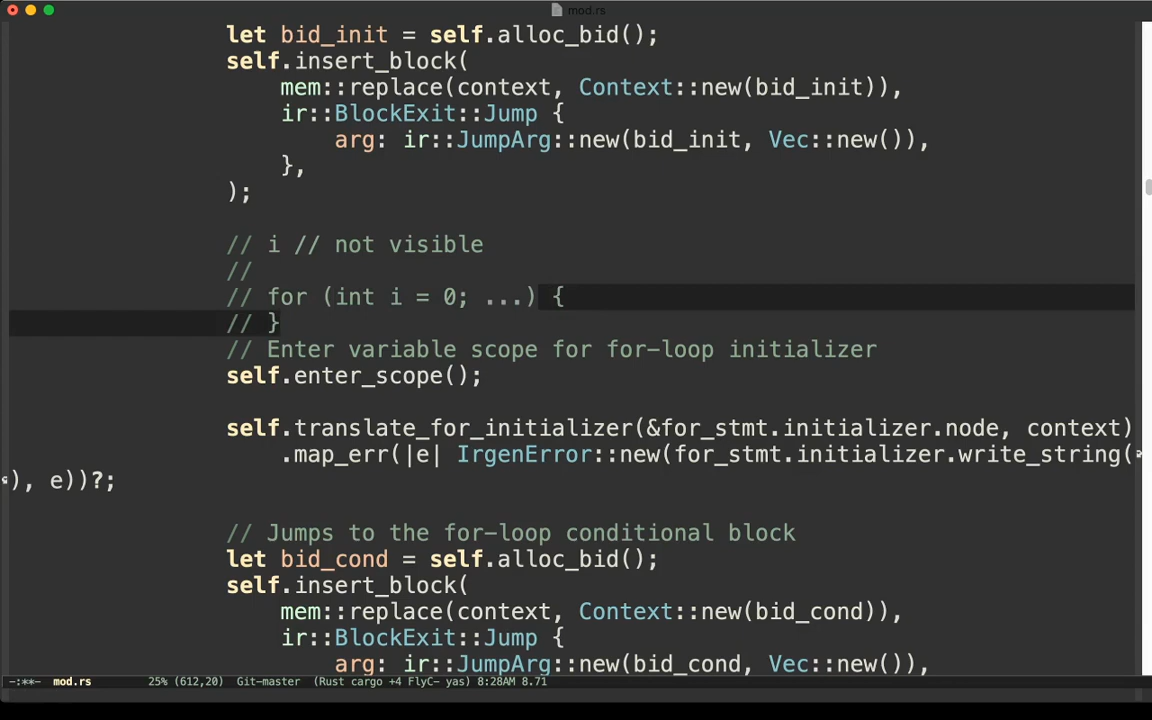 mod.rs
let bid_init = self.alloc_bid();
self.insert_block(
mem::replace(context, Context::new(bid_init)),
ir::BlockExit::Jump {
arg: ir::JumpArg::new(bid_init, Vec::new()),
},
);
// i // not visible
//
// for (int i = 0; ...) {
// }
// Enter variable scope for for-loop initializer
self.enter_scope();
self.translate_for_initializer(&for_stmt.initializer.node, context)
.map_err(|e| IrgenError::new(for_stmt.initializer.write_string(
), e))?;
// Jumps to the for-loop conditional block
let bid_cond = self.alloc_bid();
self.insert_block(
mem::replace(context, Context::new(bid_cond)),
ir::BlockExit::Jump {
arg: ir::JumpArg::new(bid_cond, Vec::new()),
-:**- mod.rs 25% (612,20) Git-master (Rust cargo +4 FlyC- yas) 8:28AM 8.71